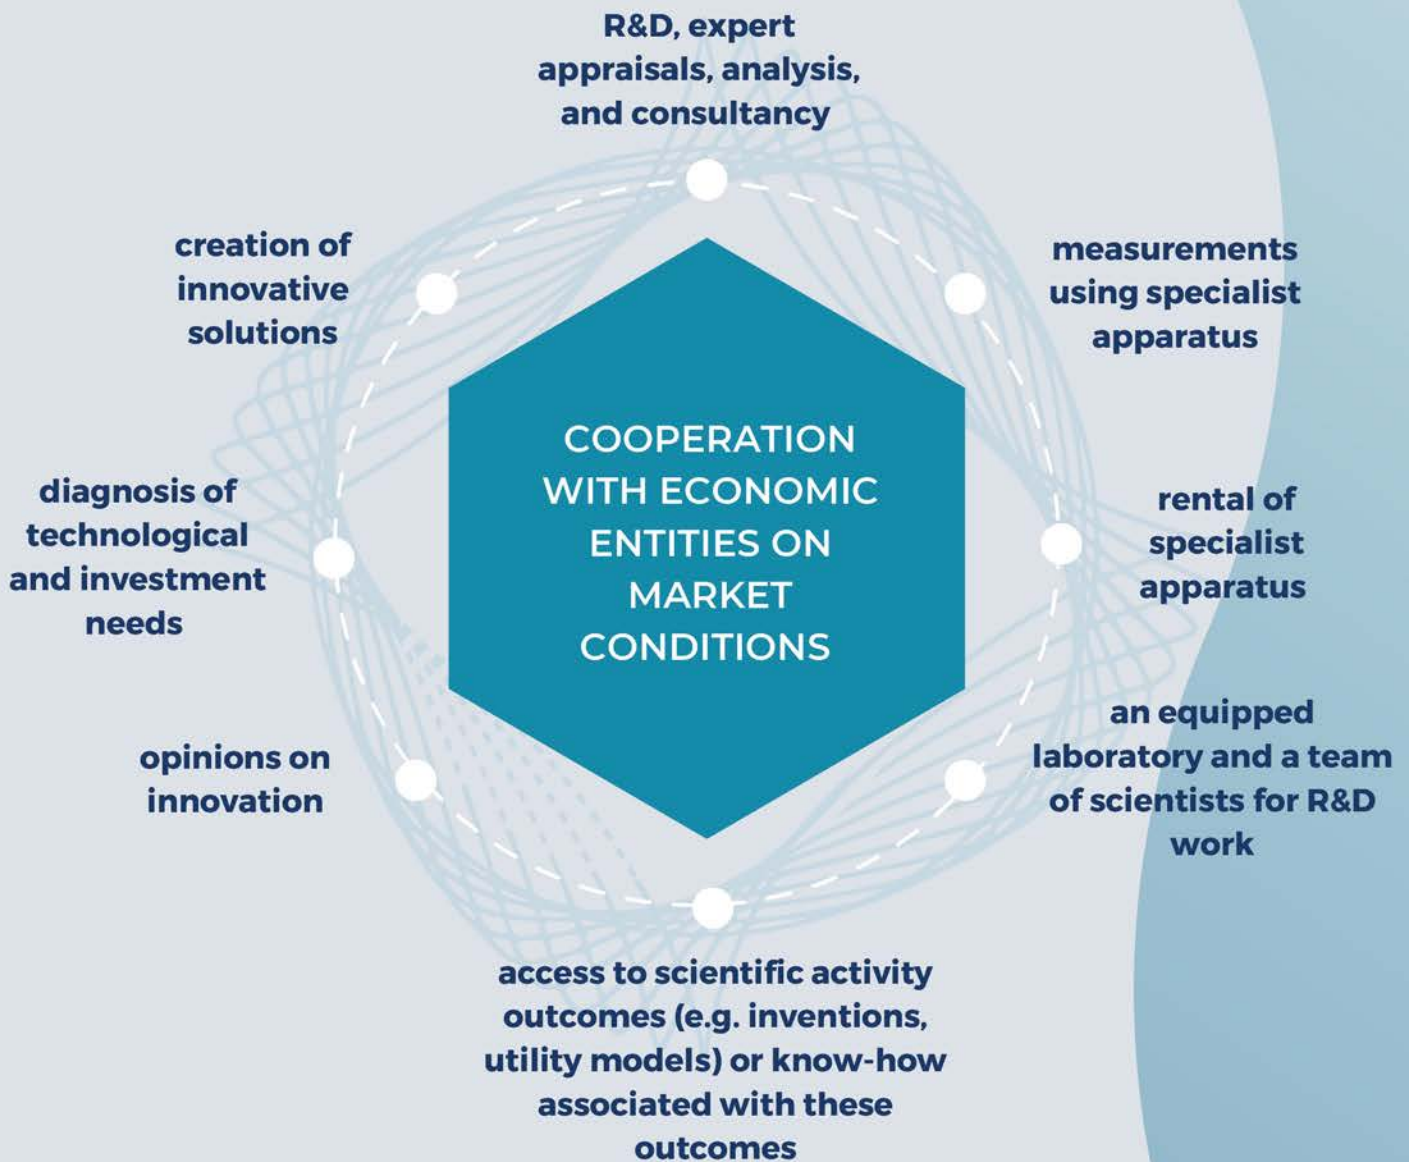 R&D, expert
appraisals, analysis,
and consultancy
creation of
innovative
solutions
measurements
using specialist
apparatus
COOPERATION
WITH ECONOMIC
ENTITIES ON
MARKET
CONDITIONS
diagnosis of
technological
and investment
needs
rental of
specialist
apparatus
opinions on
innovation
an equipped
laboratory and a team
of scientists for R&D
work
access to scientific activity
outcomes (e.g. inventions,
utility models) or know-how
associated with these
outcomes